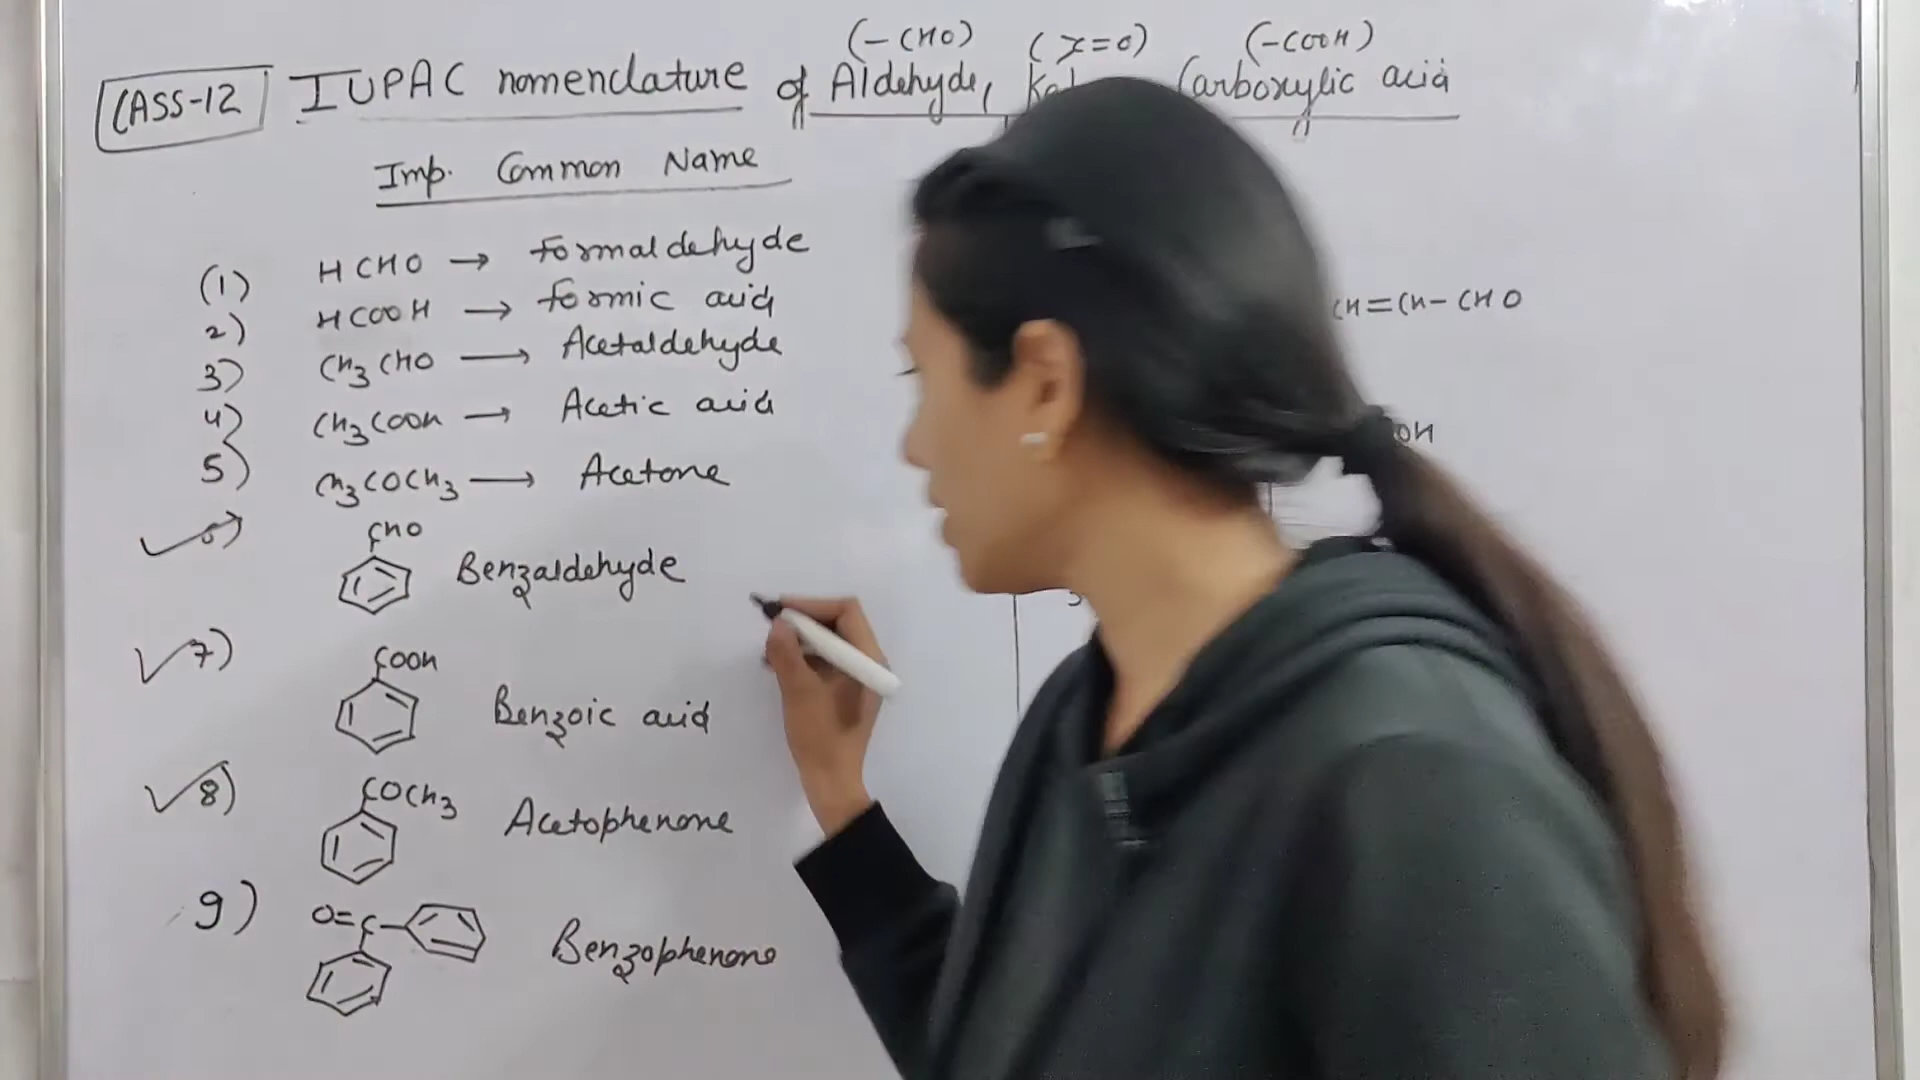 (-CHO) (>=O) (-COOH)
CLASS-12 IUPAC nomenclature of Aldehyde, Carboxylic acid
Imp. Common Name
(1) HCHO → Formaldehyde
2) HCOOH → Formic acid
3) CH3CHO → Acetaldehyde
4) CH3COOH → Acetic acid
5) CH3COCH3 → Acetone
CHO
6) Benzaldehyde
COOH
7) Benzoic acid
COCH3
8) Acetophenone
9) O=C- Benzophenone
CH=CH-CHO
OH
3